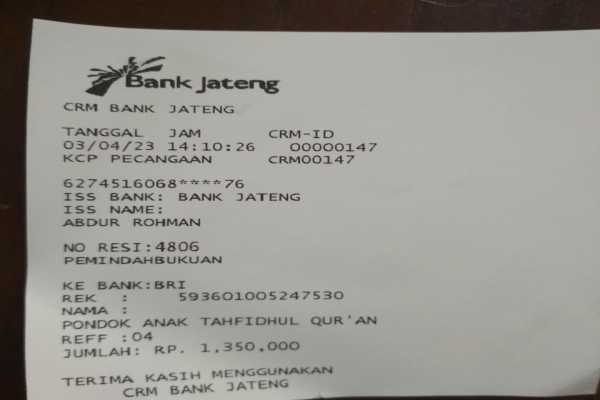 Bank Jateng
CRM BANK JATENG
TANGGAL JAM CRM-ID
03/04/23 14:10:26 00000147
KCP PECANGAAN CRM00147
6274516068****76
ISS BANK: BANK JATENG
ISS NAME:
ABDUR ROHMAN
NO RESI:4806
PEMINDAHBUKUAN
KE BANK:BRI
REK : 593601005247530
NAMA :
PONDOK ANAK TAHFIDHUL QUR'AN
REFF :04
JUMLAH: RP. 1,350,000
TERIMA KASIH MENGGUNAKAN
CRM BANK JATENG